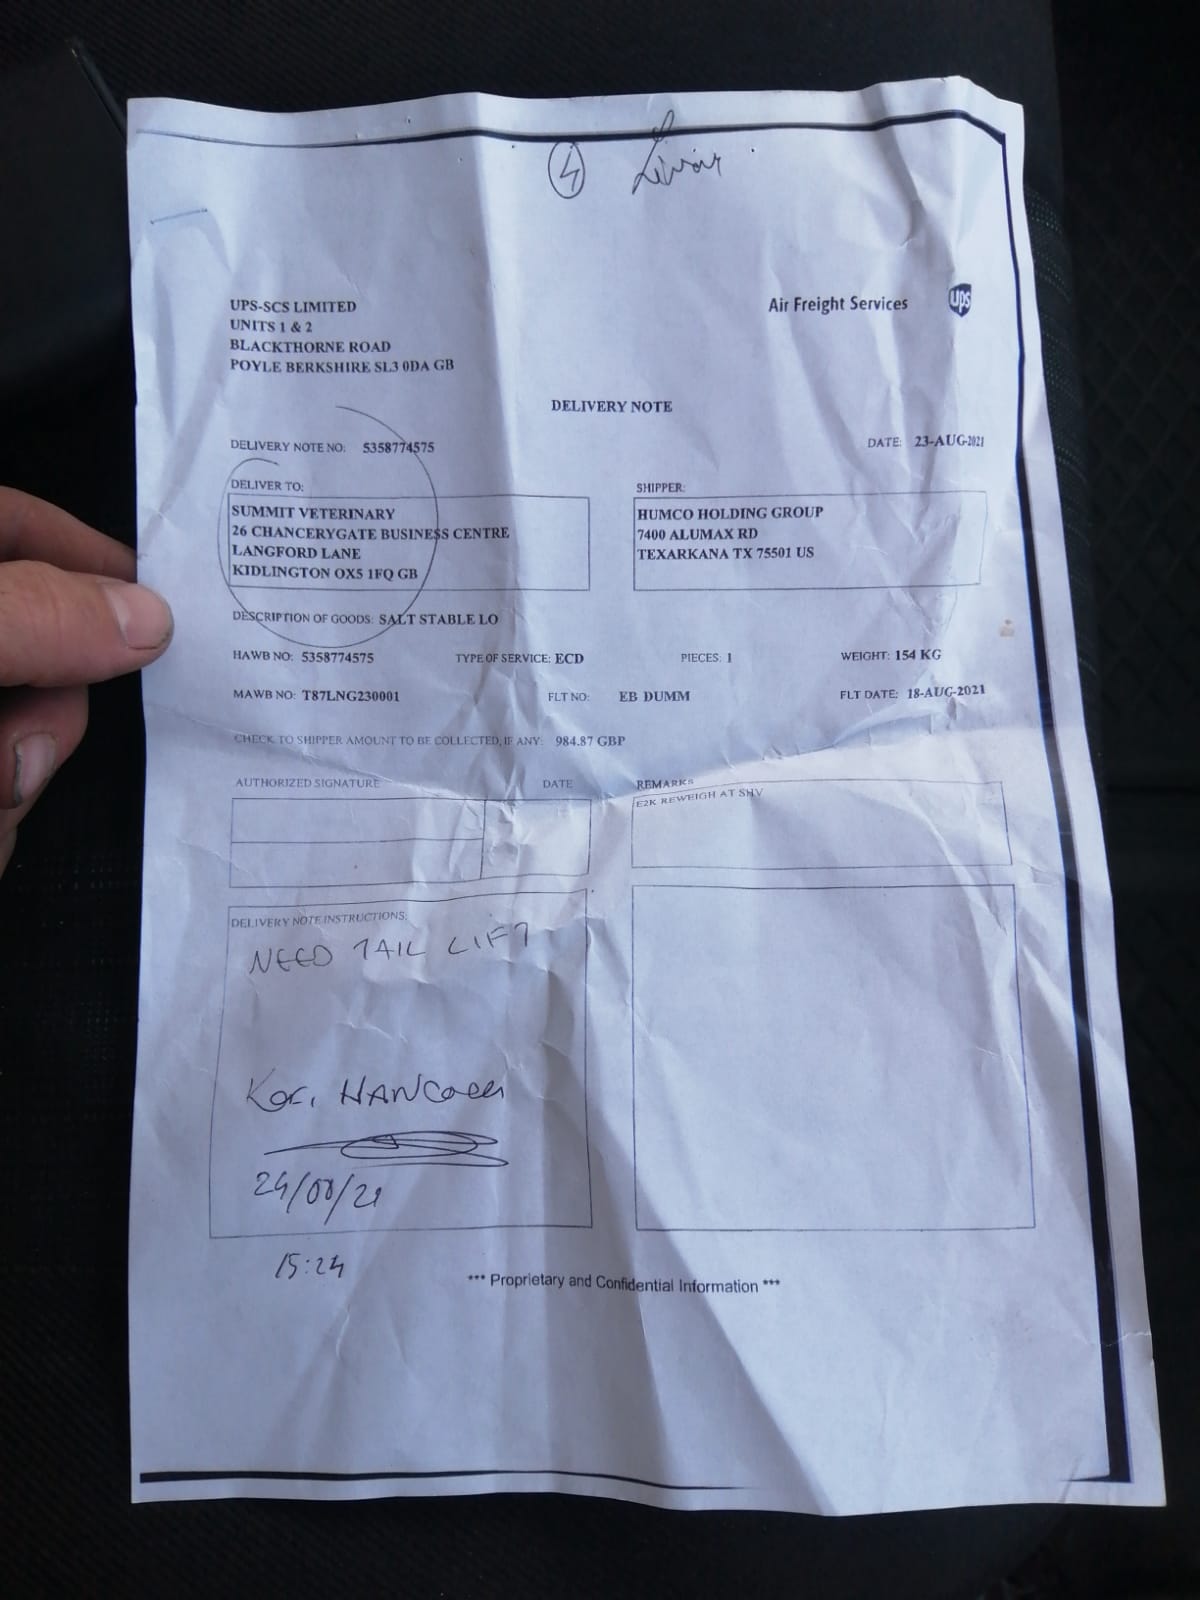 4
UPS-SCS LIMITED
UNITS 1 & 2
BLACKTHORNE ROAD
POYLE BERKSHIRE SL3 0DA GB
Air Freight Services
ups
DELIVERY NOTE
DELIVERY NOTE NO: 5358774575
DATE: 23-AUG-2021
DELIVER TO:
SUMMIT VETERINARY
26 CHANCERYGATE BUSINESS CENTRE
LANGFORD LANE
KIDLINGTON OX5 1FQ GB
SHIPPER:
HUMCO HOLDING GROUP
7400 ALUMAX RD
TEXARKANA TX 75501 US
DESCRIPTION OF GOODS: SALT STABLE LO
HAWB NO: 5358774575 TYPE OF SERVICE: ECD PIECES: 1 WEIGHT: 154 KG
MAWB NO: T87LNG230001 FLT NO: EB DUMM FLT DATE: 18-AUG-2021
CHECK TO SHIPPER AMOUNT TO BE COLLECTED, IF ANY: 984.87 GBP
AUTHORIZED SIGNATURE DATE
REMARKS
E2K REWEIGH AT SHV
DELIVERY NOTE INSTRUCTIONS:
NEED TAIL LIFT
24/08/21
15:24
*** Proprietary and Confidential Information ***